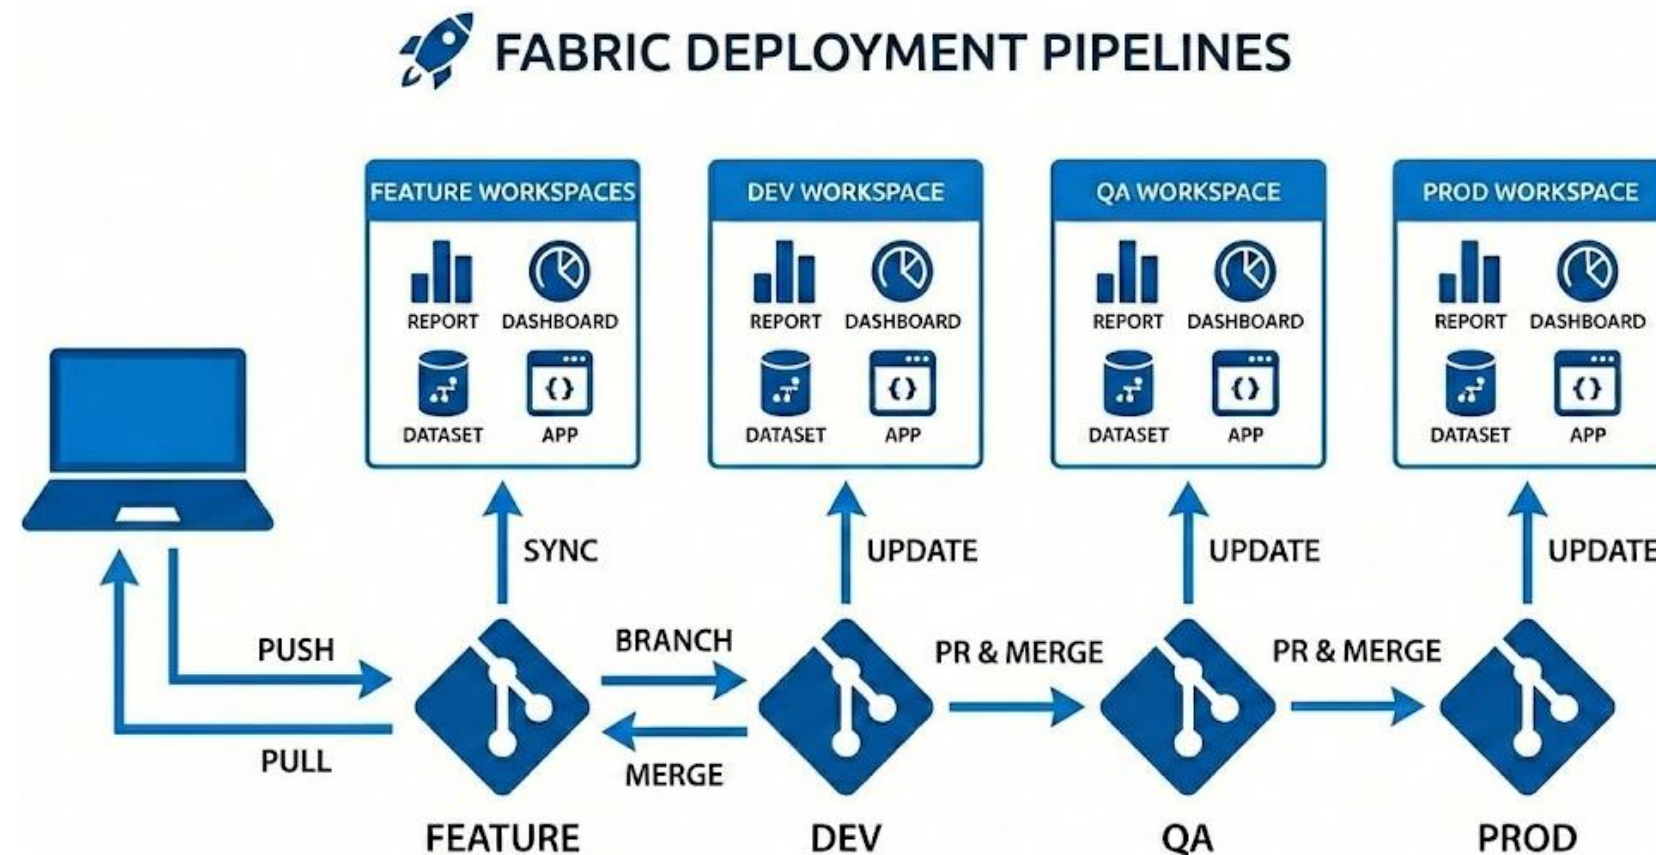 FABRIC DEPLOYMENT PIPELINES
FEATURE WORKSPACES
REPORT DASHBOARD
DATASET APP
DEV WORKSPACE
REPORT DASHBOARD
DATASET APP
QA WORKSPACE
REPORT DASHBOARD
DATASET APP
PROD WORKSPACE
REPORT DASHBOARD
DATASET APP
SYNC
UPDATE
UPDATE
UPDATE
PUSH
BRANCH
PR & MERGE
PR & MERGE
PULL
MERGE
FEATURE
DEV
QA
PROD